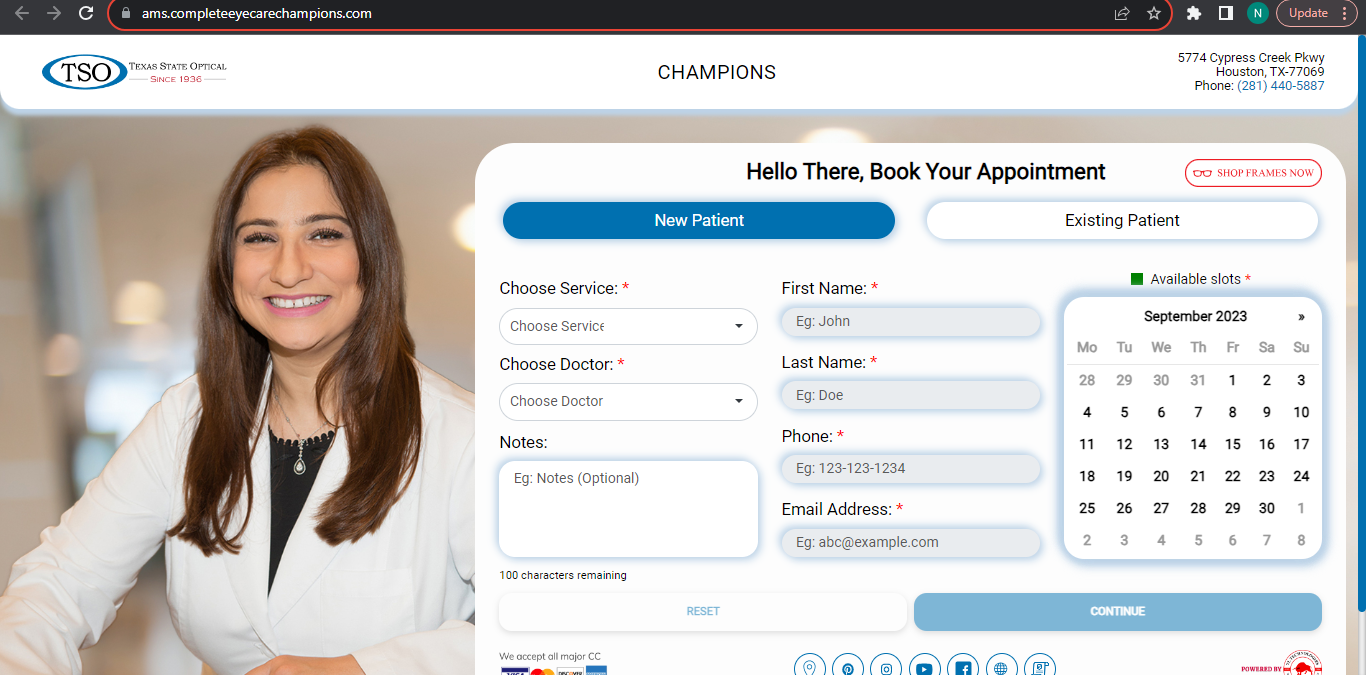 ams.completeeyecarechampions.com
N
Update
TSO
TEXAS STATE OPTICAL
SINCE 1936
CHAMPIONS
5774 Cypress Creek Pkwy
Houston, TX-77069
Phone: (281) 440-5887
Hello There, Book Your Appointment
SHOP FRAMES NOW
New Patient
Existing Patient
Choose Service: *
Choose Service
Choose Doctor: *
Choose Doctor
Notes:
Eg: Notes (Optional)
100 characters remaining
First Name: *
Eg: John
Last Name: *
Eg: Doe
Phone: *
Eg: 123-123-1234
Email Address: *
Eg: abc@example.com
Available slots *
September 2023 »
Mo Tu We Th Fr Sa Su
28 29 30 31 1 2 3
4 5 6 7 8 9 10
11 12 13 14 15 16 17
18 19 20 21 22 23 24
25 26 27 28 29 30 1
2 3 4 5 6 7 8
RESET
CONTINUE
We accept all major CC
VISA
DISCOVER
POWERED BY